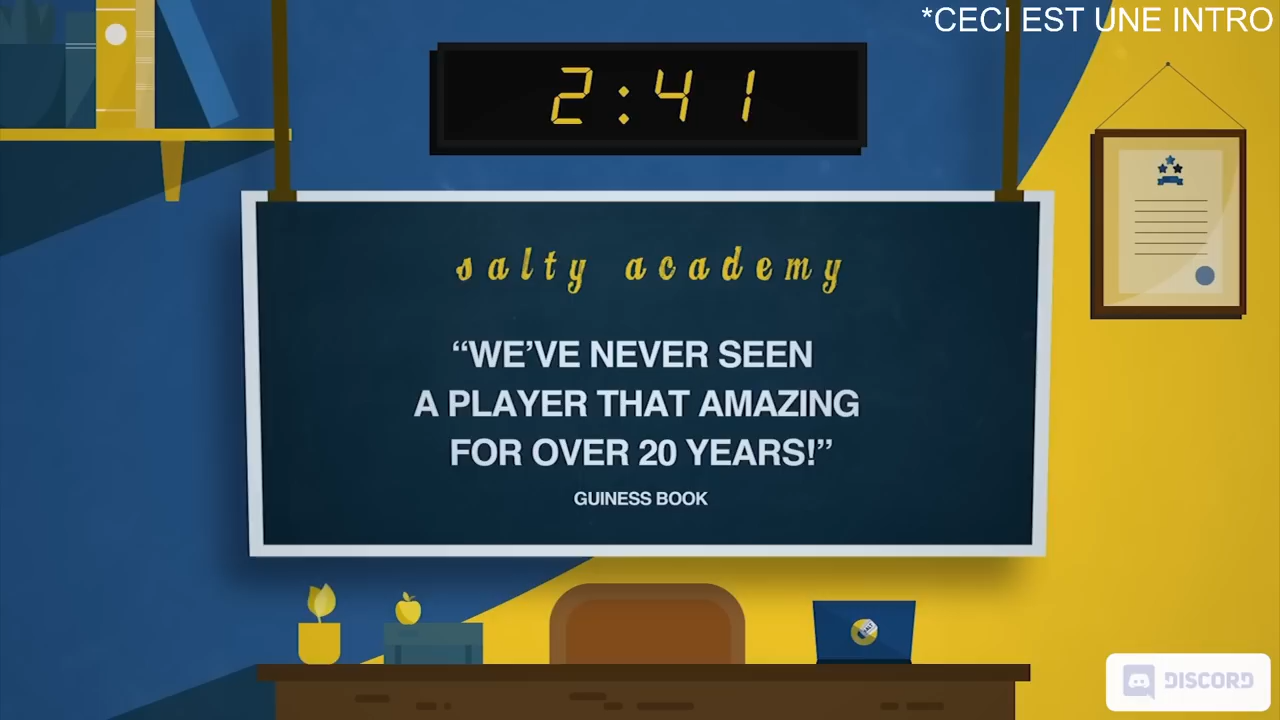 *CECI EST UNE INTRO
2:41
salty academy
“WE’VE NEVER SEEN
A PLAYER THAT AMAZING
FOR OVER 20 YEARS!”
GUINESS BOOK
DISCORD